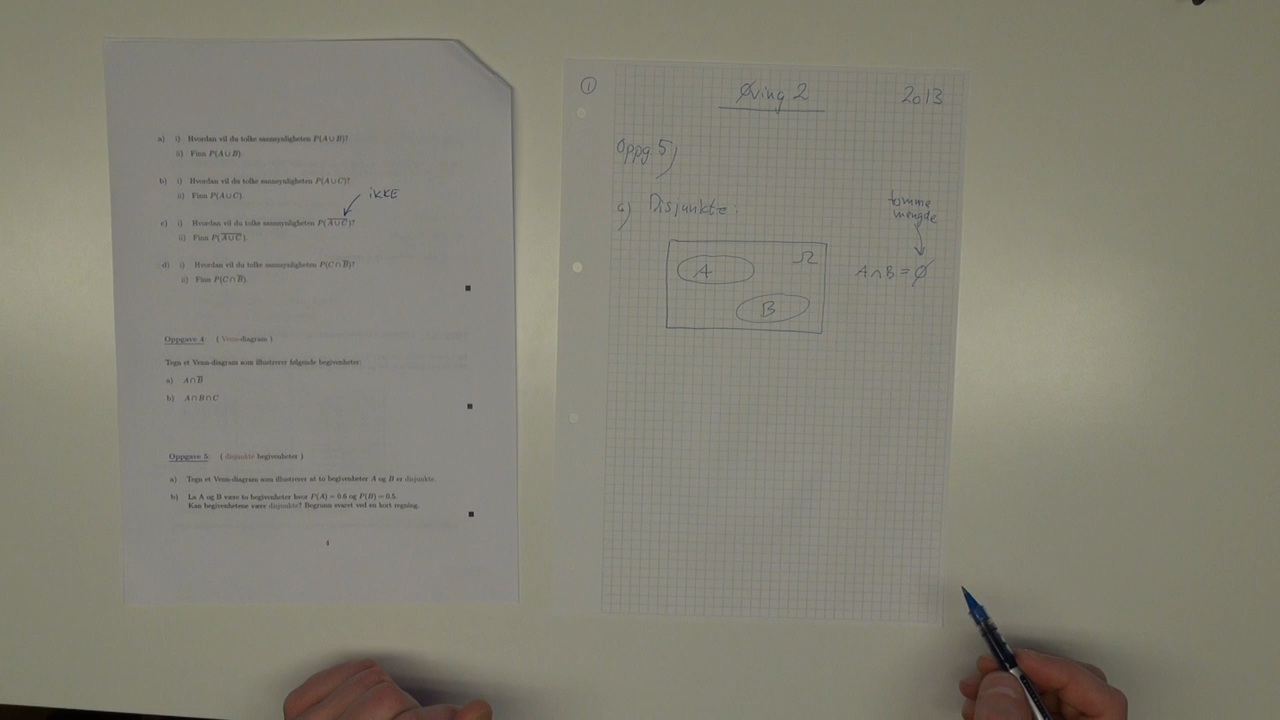 a) i) Hvordan vil du tolke sannsynligheten P(A ∪ B)?
ii) Finn P(A ∪ B).
b) i) Hvordan vil du tolke sannsynligheten P(A ∪ C)?
ii) Finn P(A ∪ C).
IKKE
c) i) Hvordan vil du tolke sannsynligheten P(A̅ ∪̅ C̅)?
ii) Finn P(A̅ ∪̅ C̅).
d) i) Hvordan vil du tolke sannsynligheten P(C ∩ B̅)?
ii) Finn P(C ∩ B̅).
Oppgave 4: ( Venn-diagram )
Tegn et Venn-diagram som illustrerer følgende begivenheter:
a) A ∩ B̅
b) A ∩ B ∩ C
Oppgave 5: ( disjunkte begivenheter )
a) Tegn et Venn-diagram som illustrerer at to begivenheter A og B er disjunkte.
b) La A og B være to begivenheter hvor P(A) = 0.6 og P(B) = 0.5.
Kan begivenhetene være disjunkte? Begrunn svaret ved en kort regning.
4
① Øving 2 2013
Oppg. 5)
a) Disjunkte:
tomme
mengde
A Ω
B
A ∩ B = Ø